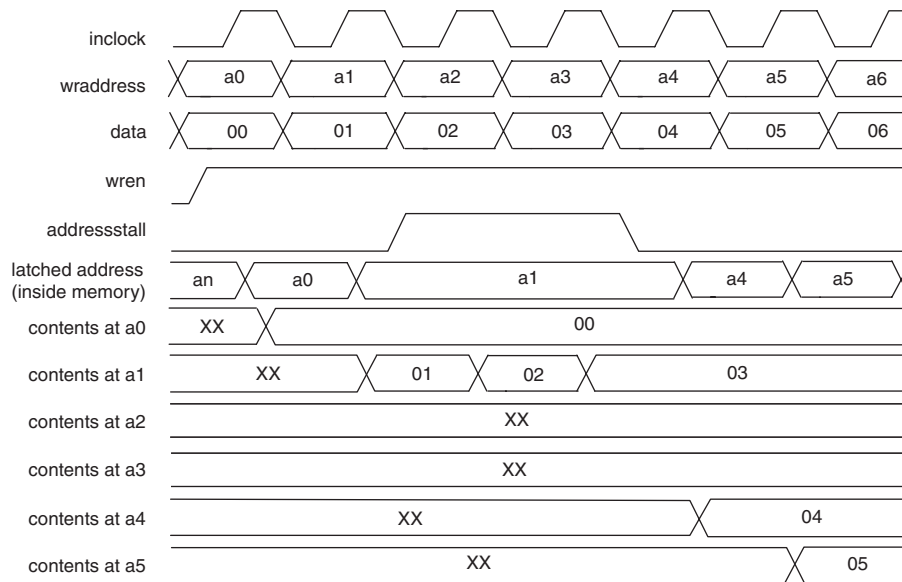 inclock
wraddress a0 a1 a2 a3 a4 a5 a6
data 00 01 02 03 04 05 06
wren
addressstall
latched address
(inside memory) an a0 a1 a4 a5
contents at a0 XX 00
contents at a1 XX 01 02 03
contents at a2 XX
contents at a3 XX
contents at a4 XX 04
contents at a5 XX 05